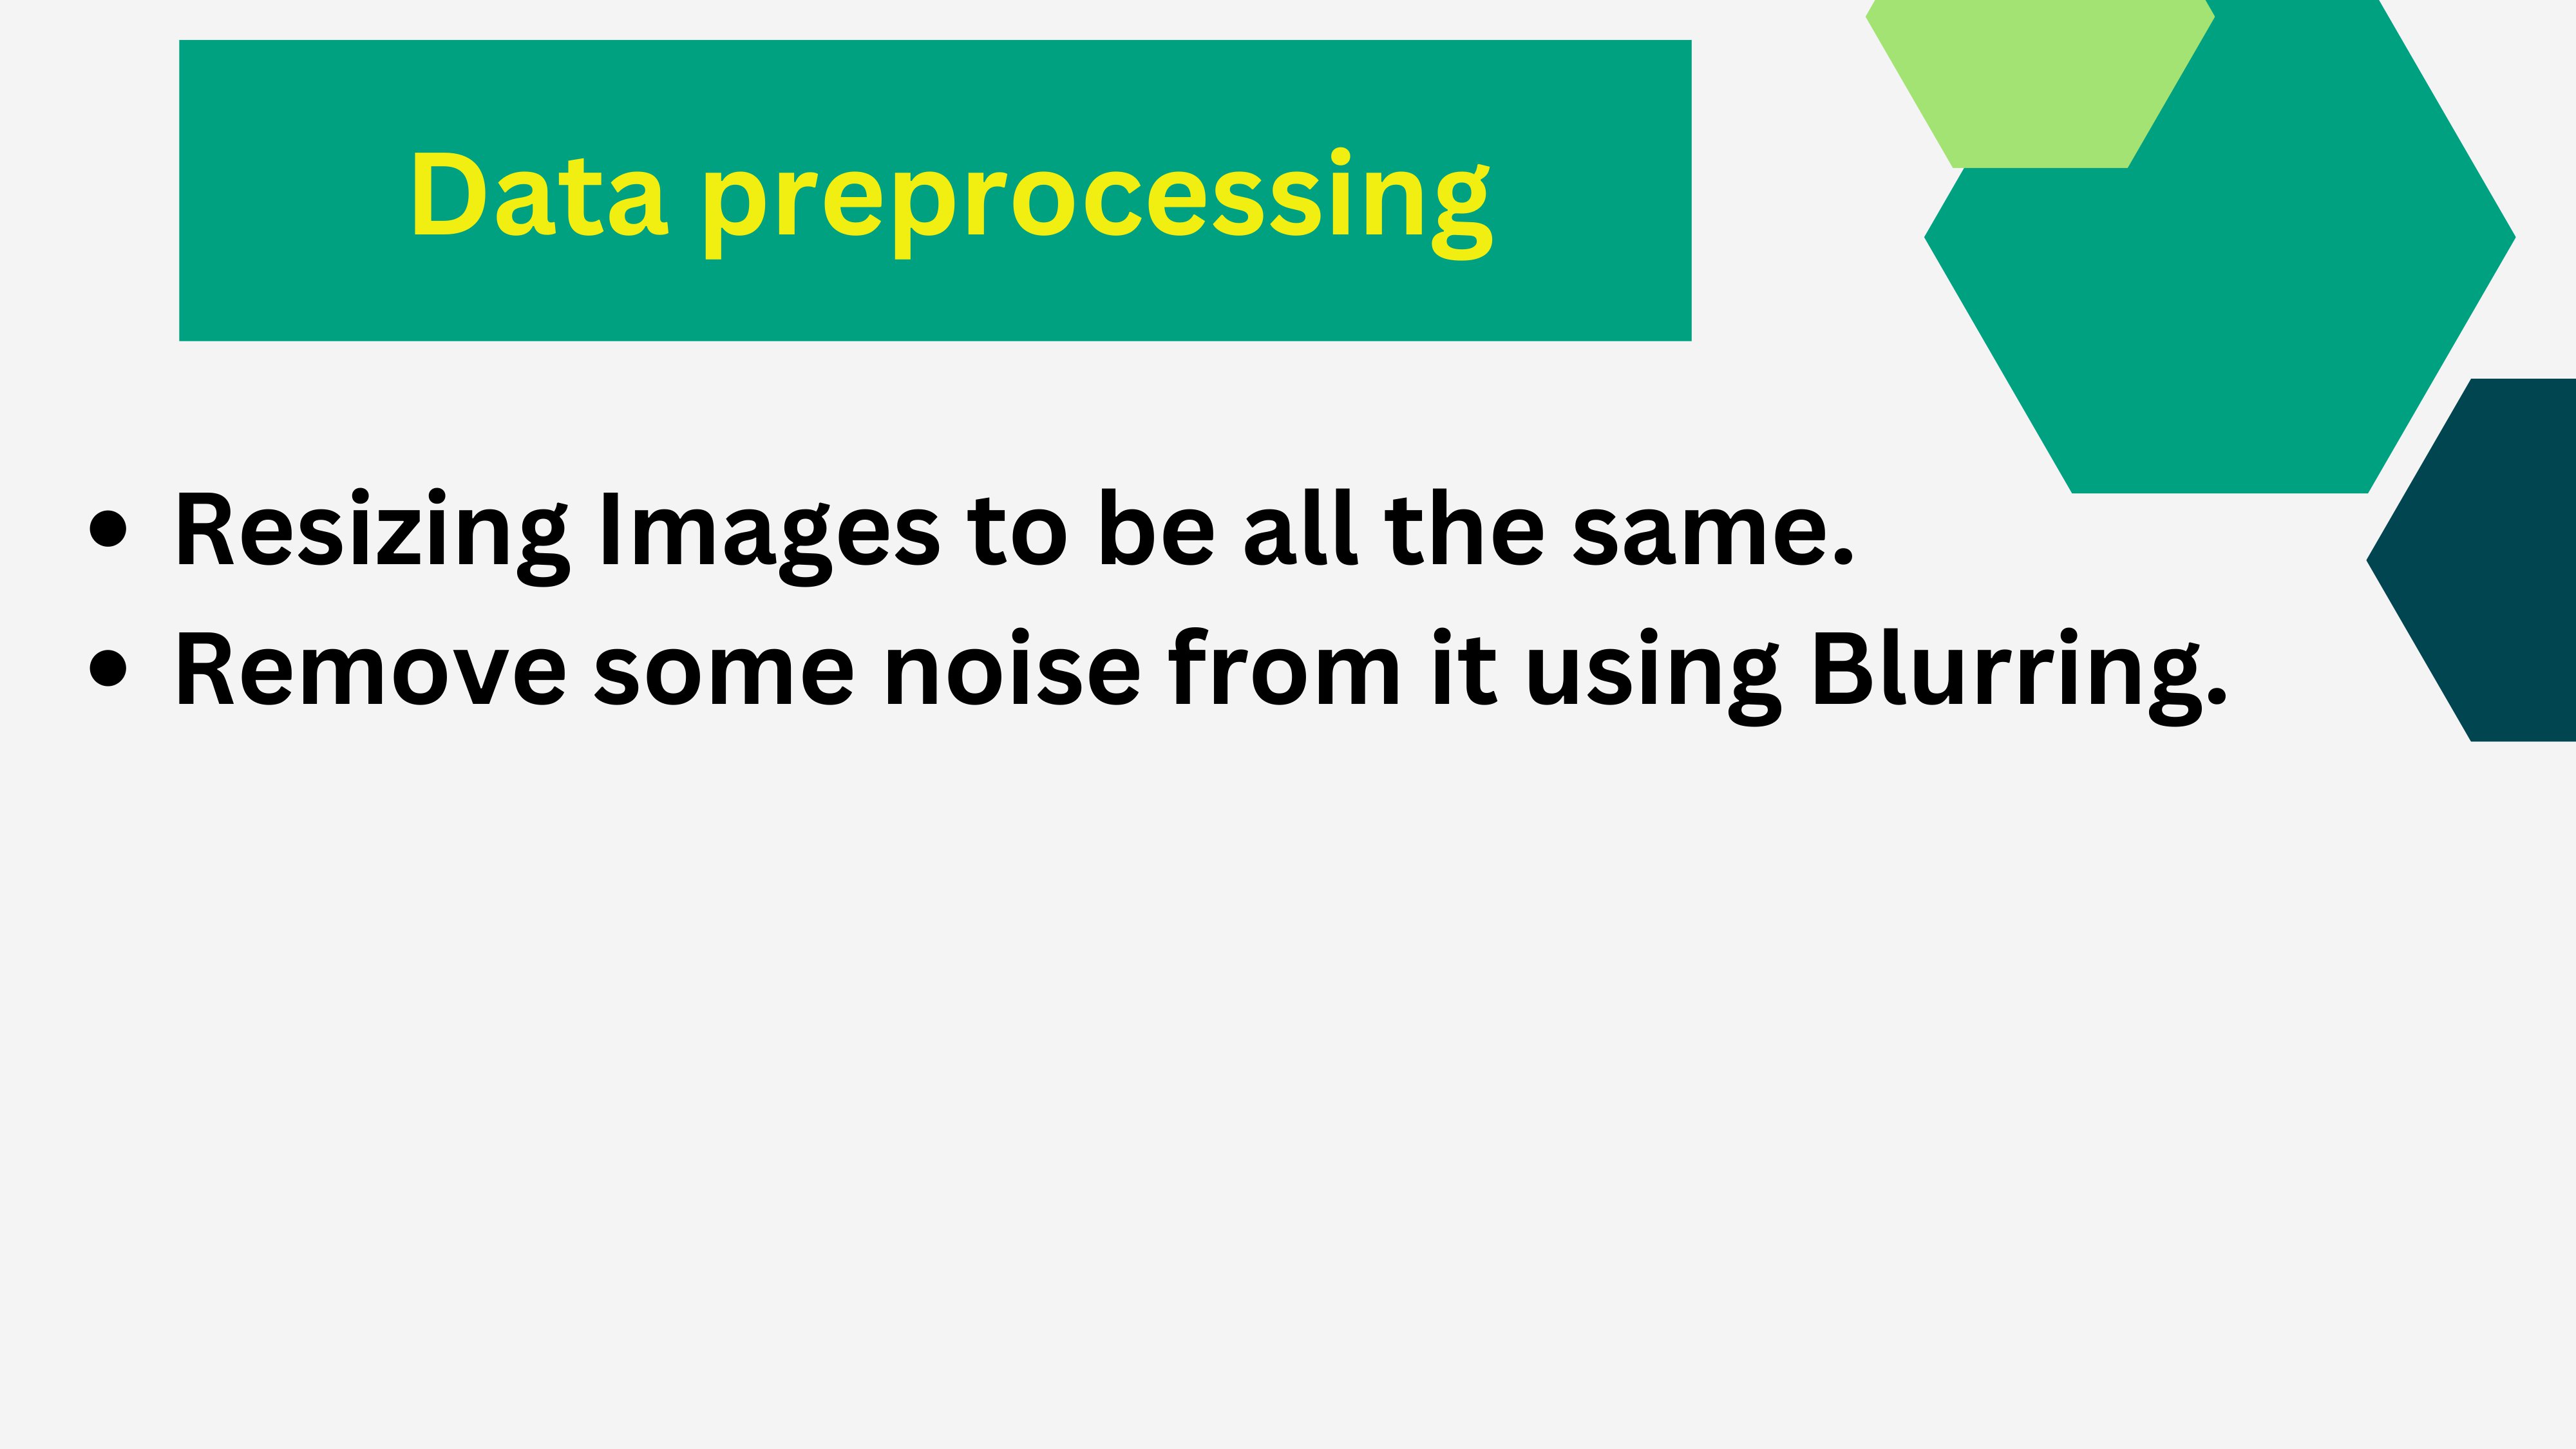 Data preprocessing
• Resizing Images to be all the same.
• Remove some noise from it using Blurring.